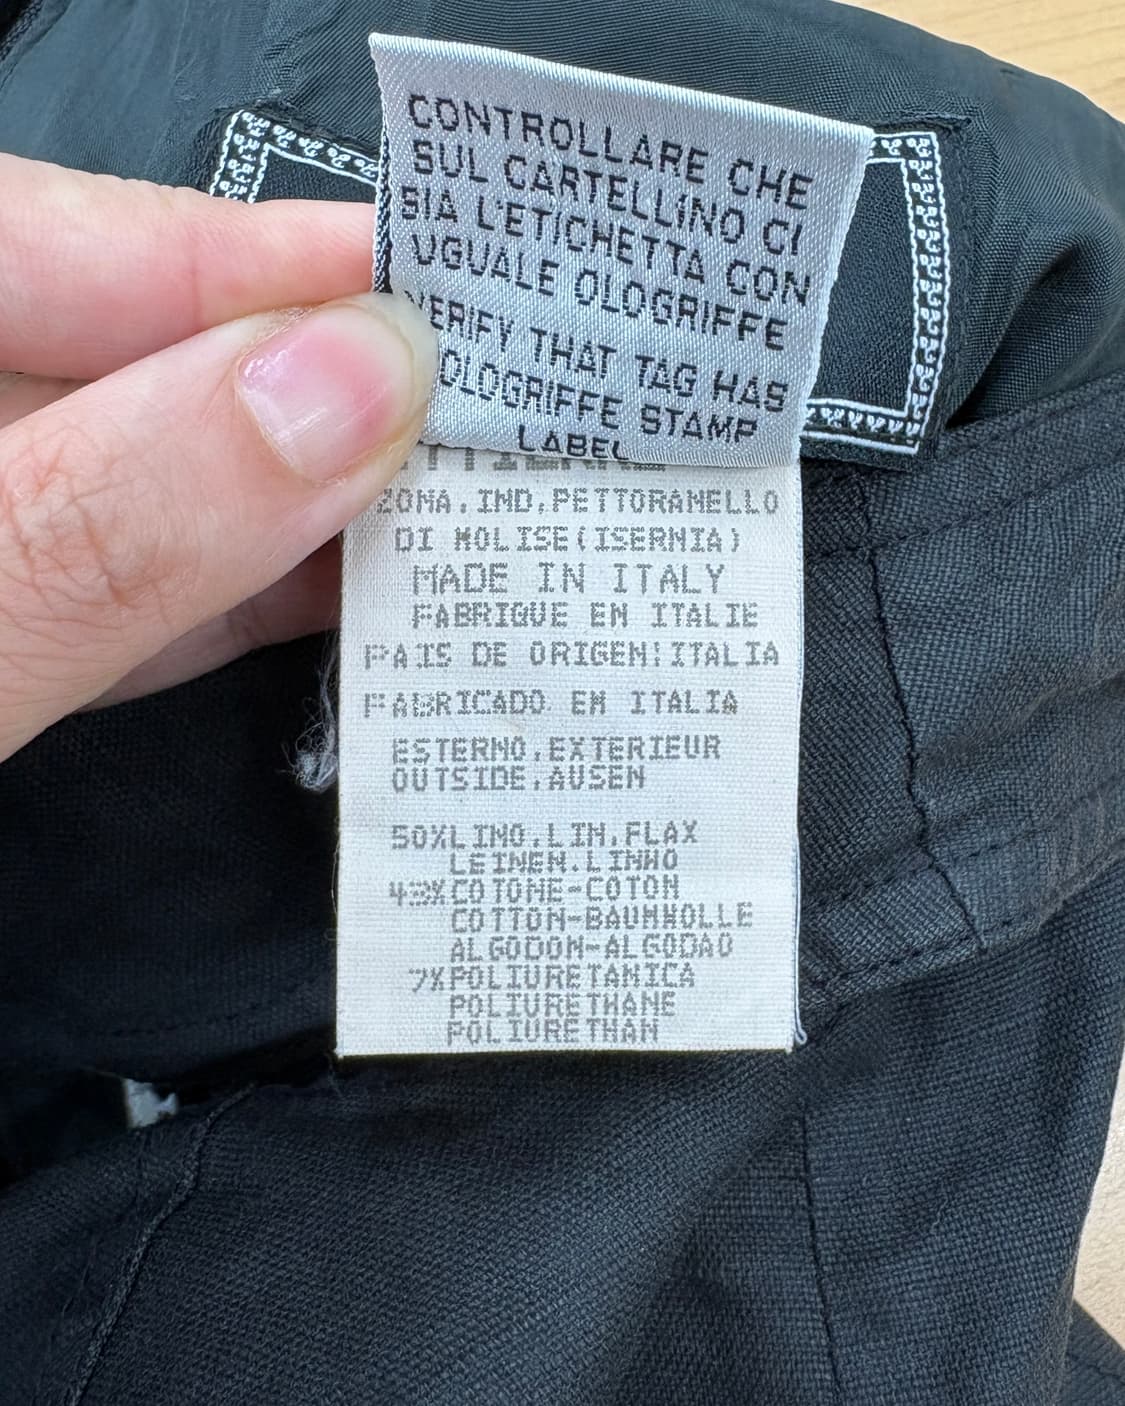 CONTROLLARE CHE
SUL CARTELLINO CI
SIA L'ETICHETTA CON
UGUALE OLOGRIFFE
VERIFY THAT TAG HAS
OLOGRIFFE STAMP
LABEL
ZONA.IND.PETTORANELLO
DI MOLISE(ISERNIA)
MADE IN ITALY
FABRIQUE EN ITALIE
PAIS DE ORIGEN:ITALIA
FABRICADO EN ITALIA
ESTERNO.EXTERIEUR
OUTSIDE.AUSEN
50%LINO.LIN.FLAX
LEINEN.LINHO
43%COTONE-COTON
COTTON-BAUMWOLLE
ALGODON-ALGODAO
7%POLIURETANICA
POLIURETHANE
POLIURETHAN